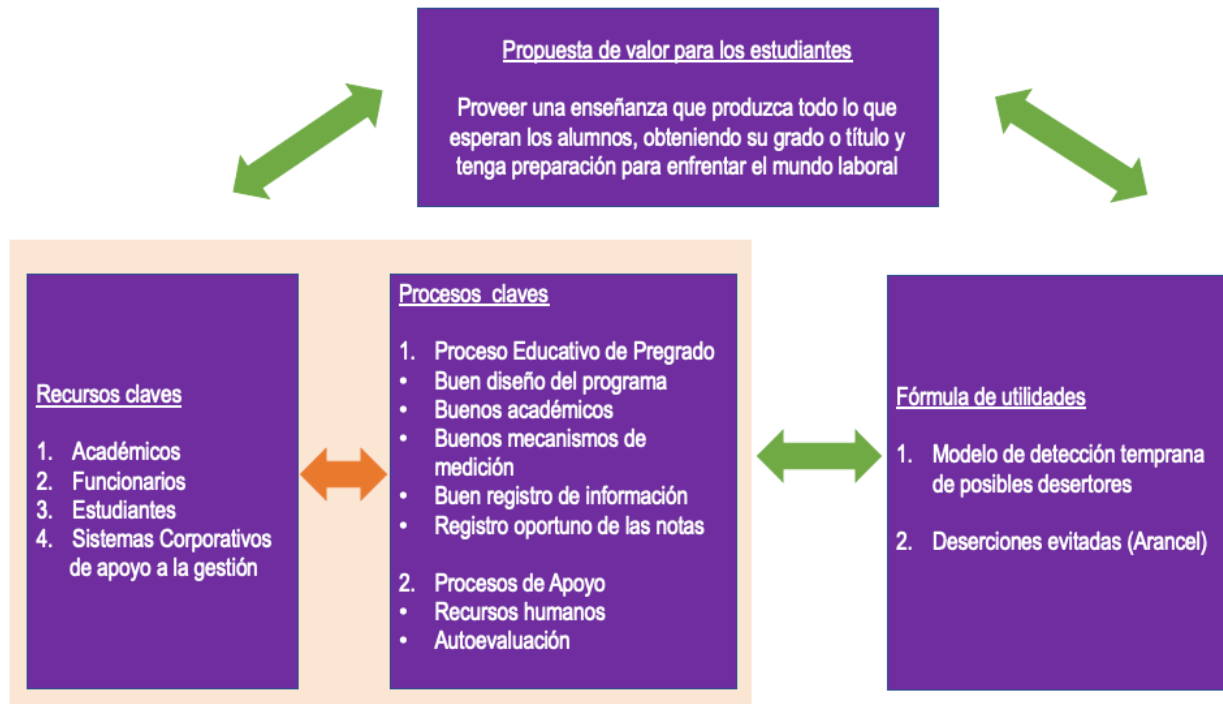 Propuesta de valor para los estudiantes
Proveer una enseñanza que produzca todo lo que
esperan los alumnos, obteniendo su grado o título y
tenga preparación para enfrentar el mundo laboral
Recursos claves
1. Académicos
2. Funcionarios
3. Estudiantes
4. Sistemas Corporativos
de apoyo a la gestión
Procesos claves
1. Proceso Educativo de Pregrado
• Buen diseño del programa
• Buenos académicos
• Buenos mecanismos de
medición
• Buen registro de información
• Registro oportuno de las notas
2. Procesos de Apoyo
• Recursos humanos
• Autoevaluación
Fórmula de utilidades
1. Modelo de detección temprana
de posibles desertores
2. Deserciones evitadas (Arancel)